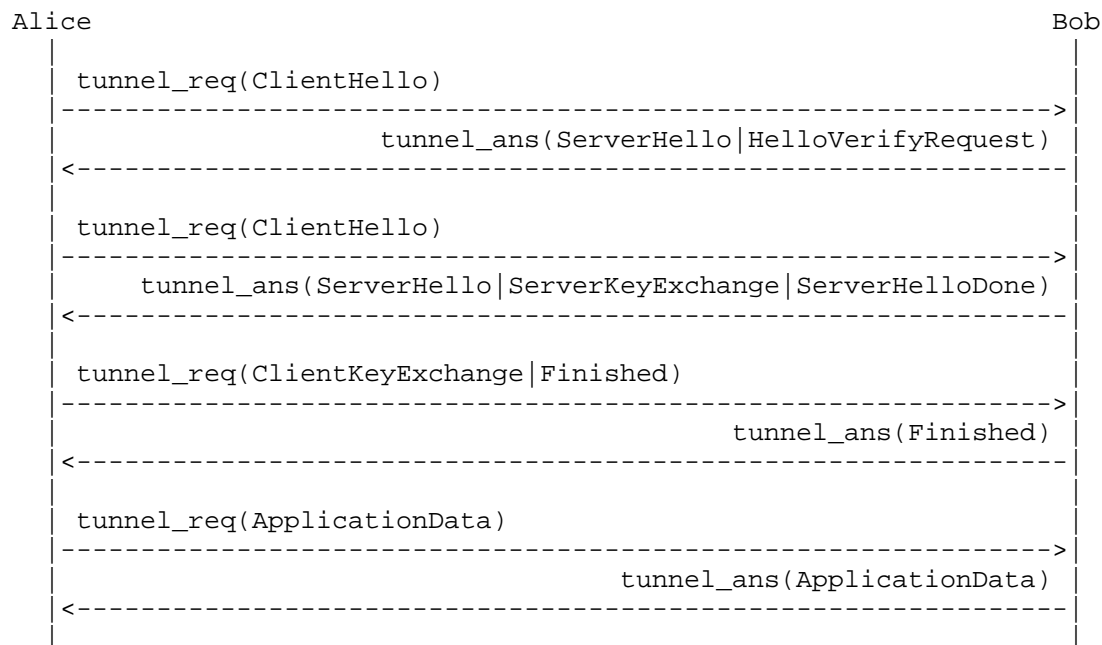 Alice Bob
tunnel_req(ClientHello)
tunnel_ans(ServerHello|HelloVerifyRequest)
tunnel_req(ClientHello)
tunnel_ans(ServerHello|ServerKeyExchange|ServerHelloDone)
tunnel_req(ClientKeyExchange|Finished)
tunnel_ans(Finished)
tunnel_req(ApplicationData)
tunnel_ans(ApplicationData)